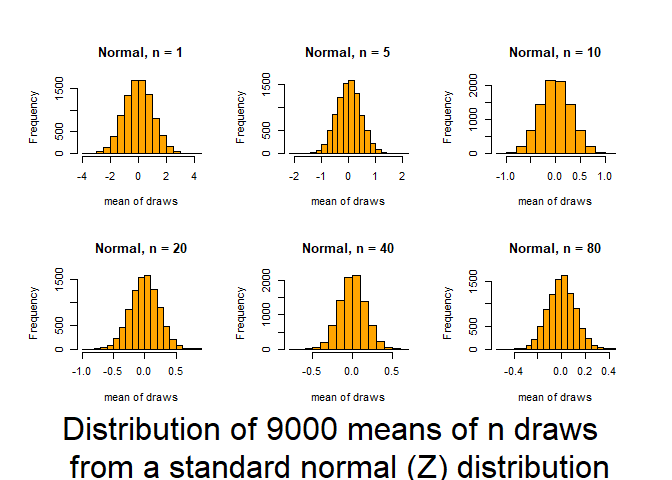 Normal, n = 1
Frequency
0 500 1500
-4 -2 0 2 4
mean of draws
Normal, n = 5
Frequency
0 500 1500
-2 -1 0 1 2
mean of draws
Normal, n = 10
Frequency
0 1000 2000
-1.0 0.0 0.5 1.0
mean of draws
Normal, n = 20
Frequency
0 500 1500
-1.0 -0.5 0.0 0.5
mean of draws
Normal, n = 40
Frequency
0 1000 2000
-0.5 0.0 0.5
mean of draws
Normal, n = 80
Frequency
0 500 1500
-0.4 0.0 0.2 0.4
mean of draws
Distribution of 9000 means of n draws
from a standard normal (Z) distribution